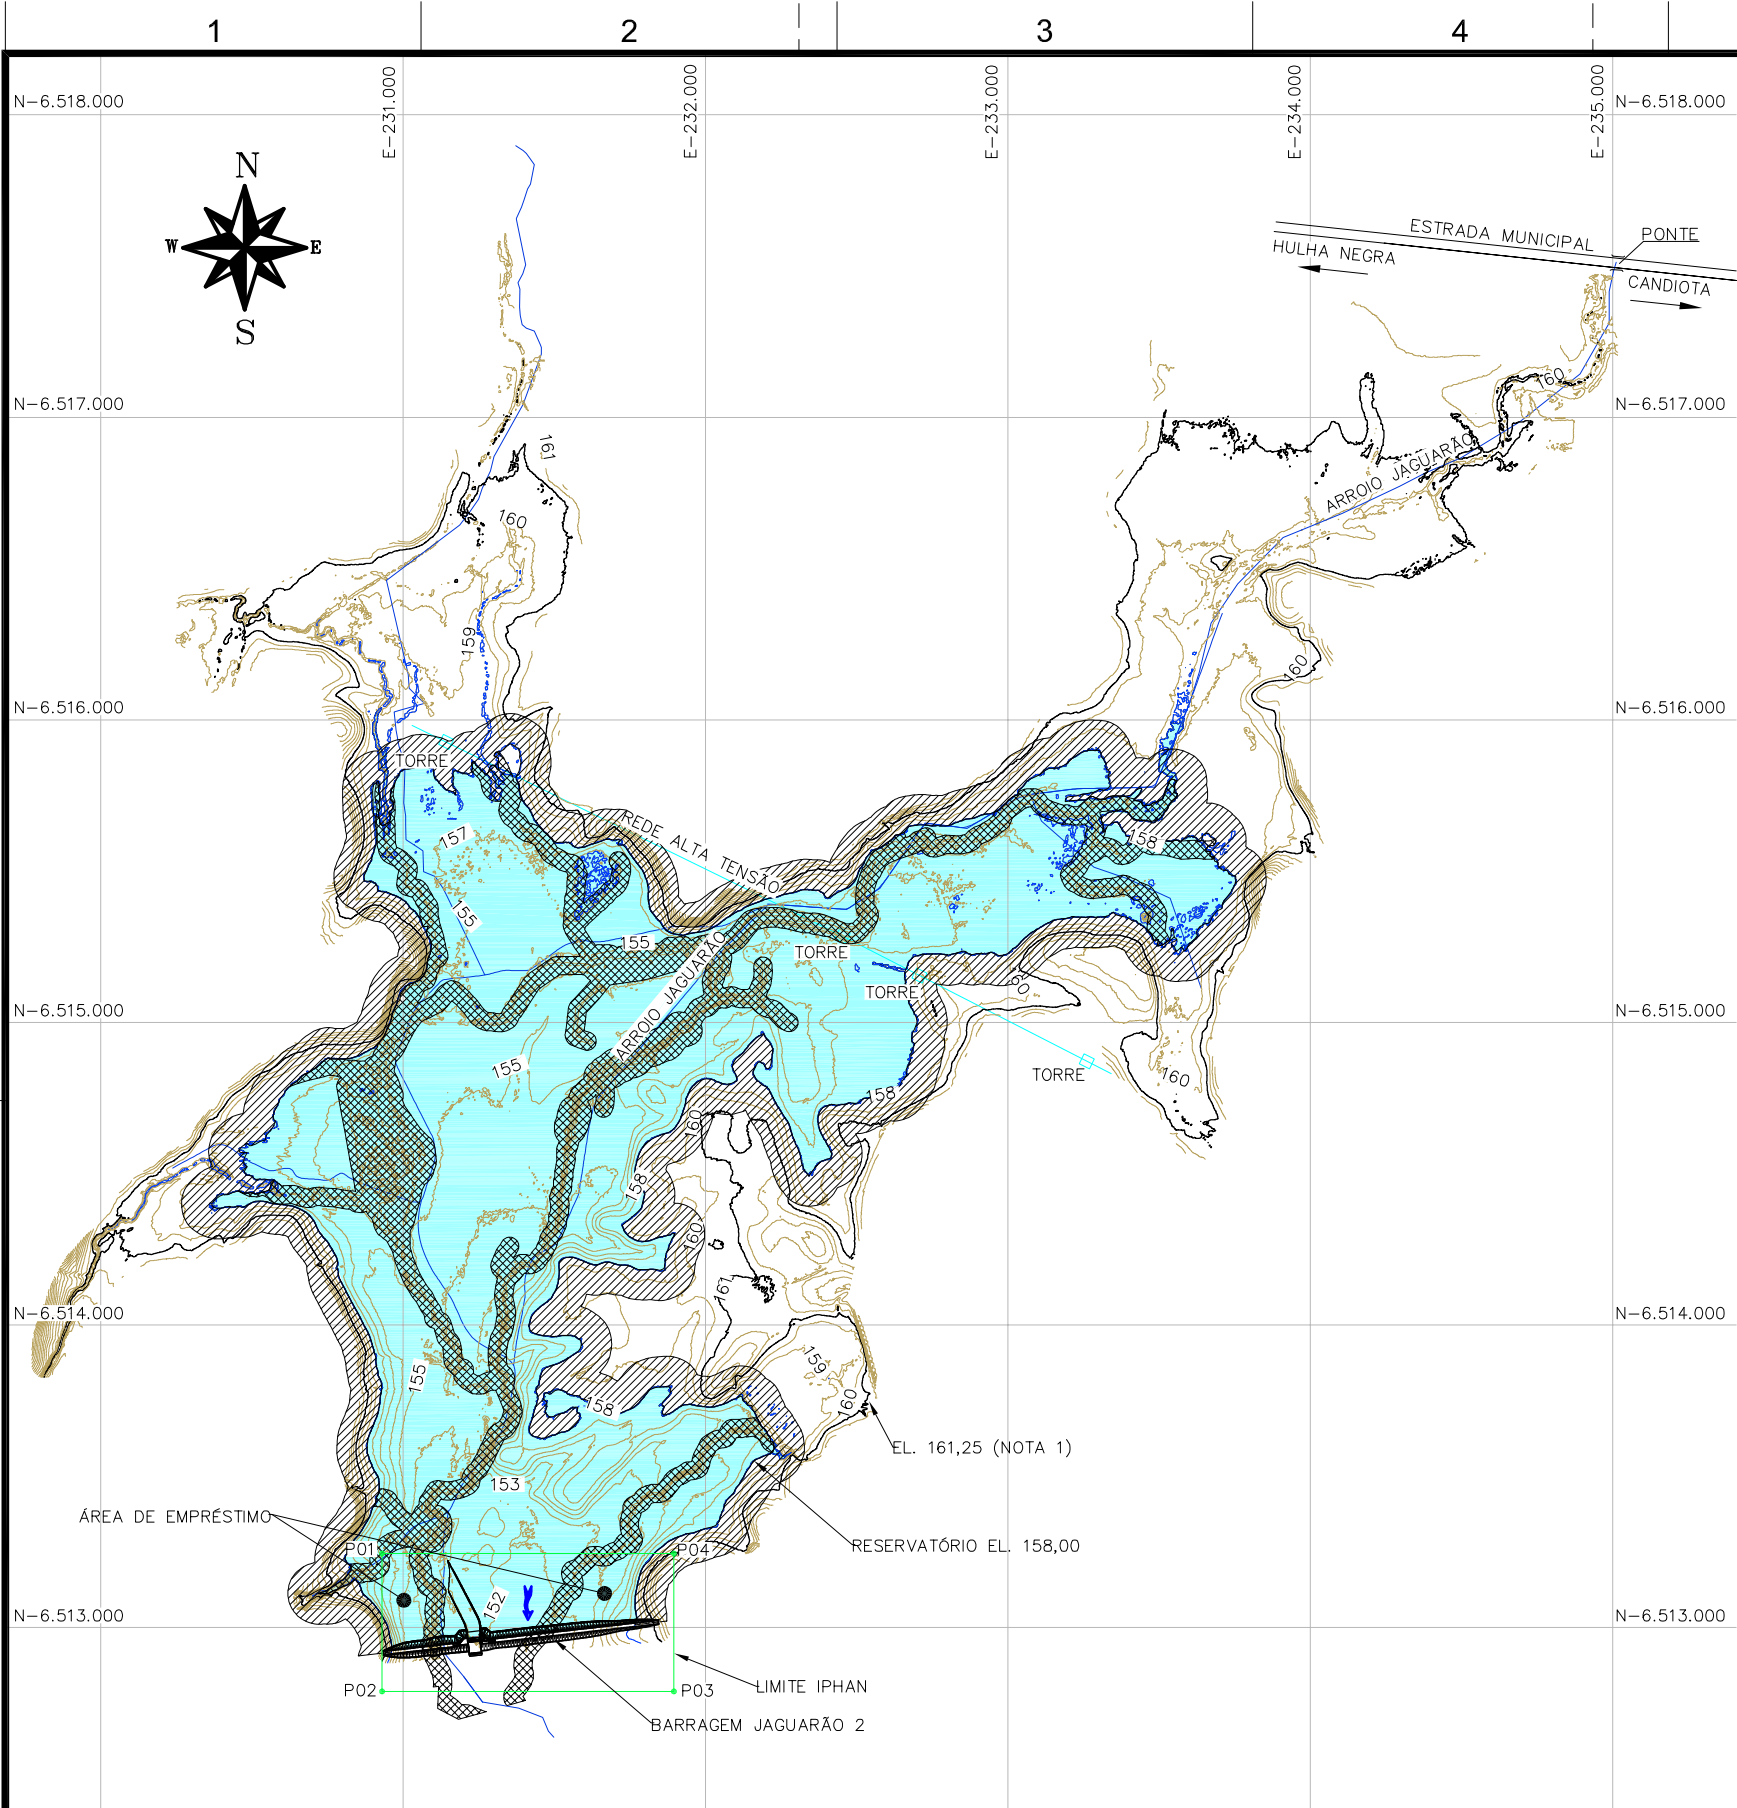 1 2 3 4
E-231.000 E-232.000 E-233.000 E-234.000 E-235.000
N-6.518.000 N-6.518.000
N
W E
S
ESTRADA MUNICIPAL
PONTE
HULHA NEGRA
CANDIOTA
160
N-6.517.000 N-6.517.000
161
ARROIO JAGUARÃO
160
159
160
N-6.516.000 N-6.516.000
TORRE
157
REDE ALTA TENSÃO
158
155
155
TORRE
ARROIO JAGUARÃO
TORRE
160
N-6.515.000 N-6.515.000
155
TORRE
160
158
160
158
160
161
N-6.514.000 N-6.514.000
155
159
158
160
EL. 161,25 (NOTA 1)
153
ÁREA DE EMPRÉSTIMO
RESERVATÓRIO EL. 158,00
P01 P04
152
N-6.513.000 N-6.513.000
LIMITE IPHAN
P02 P03
BARRAGEM JAGUARÃO 2